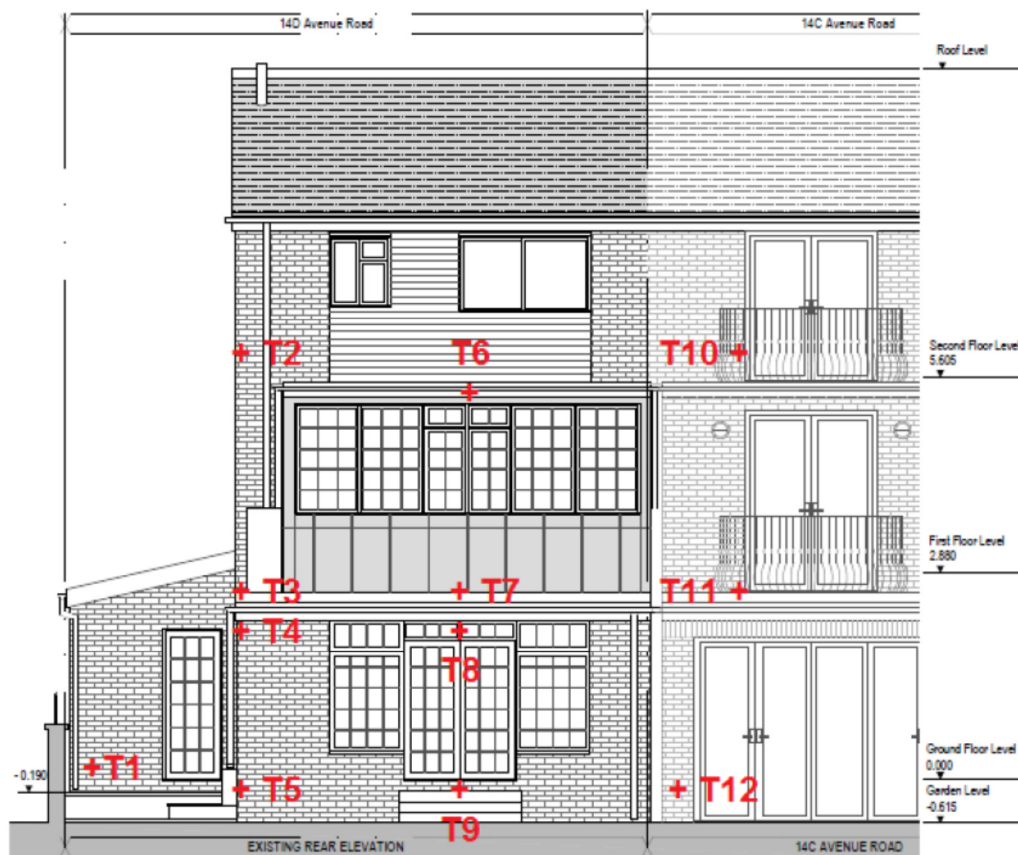 14D Avenue Road
14C Avenue Road
Roof Level
T2
T6
T10
Second Floor Level
5.605
First Floor Level
2.880
T3
T7
T11
T4
T8
T1
Ground Floor Level
0.000
- 0.190
T5
T12
Garden Level
-0.615
T9
EXISTING REAR ELEVATION
14C AVENUE ROAD